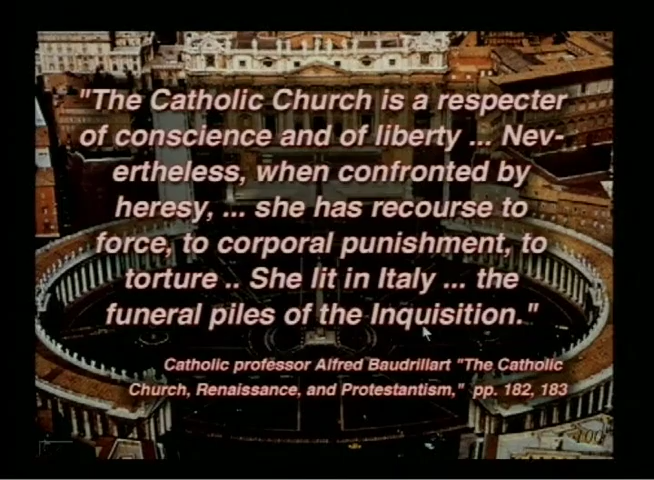 "The Catholic Church is a respecter
of conscience and of liberty ... Nev-
ertheless, when confronted by
heresy, ... she has recourse to
force, to corporal punishment, to
torture .. She lit in Italy ... the
funeral piles of the Inquisition."
Catholic professor Alfred Baudrillart "The Catholic
Church, Renaissance, and Protestantism," pp. 182, 183